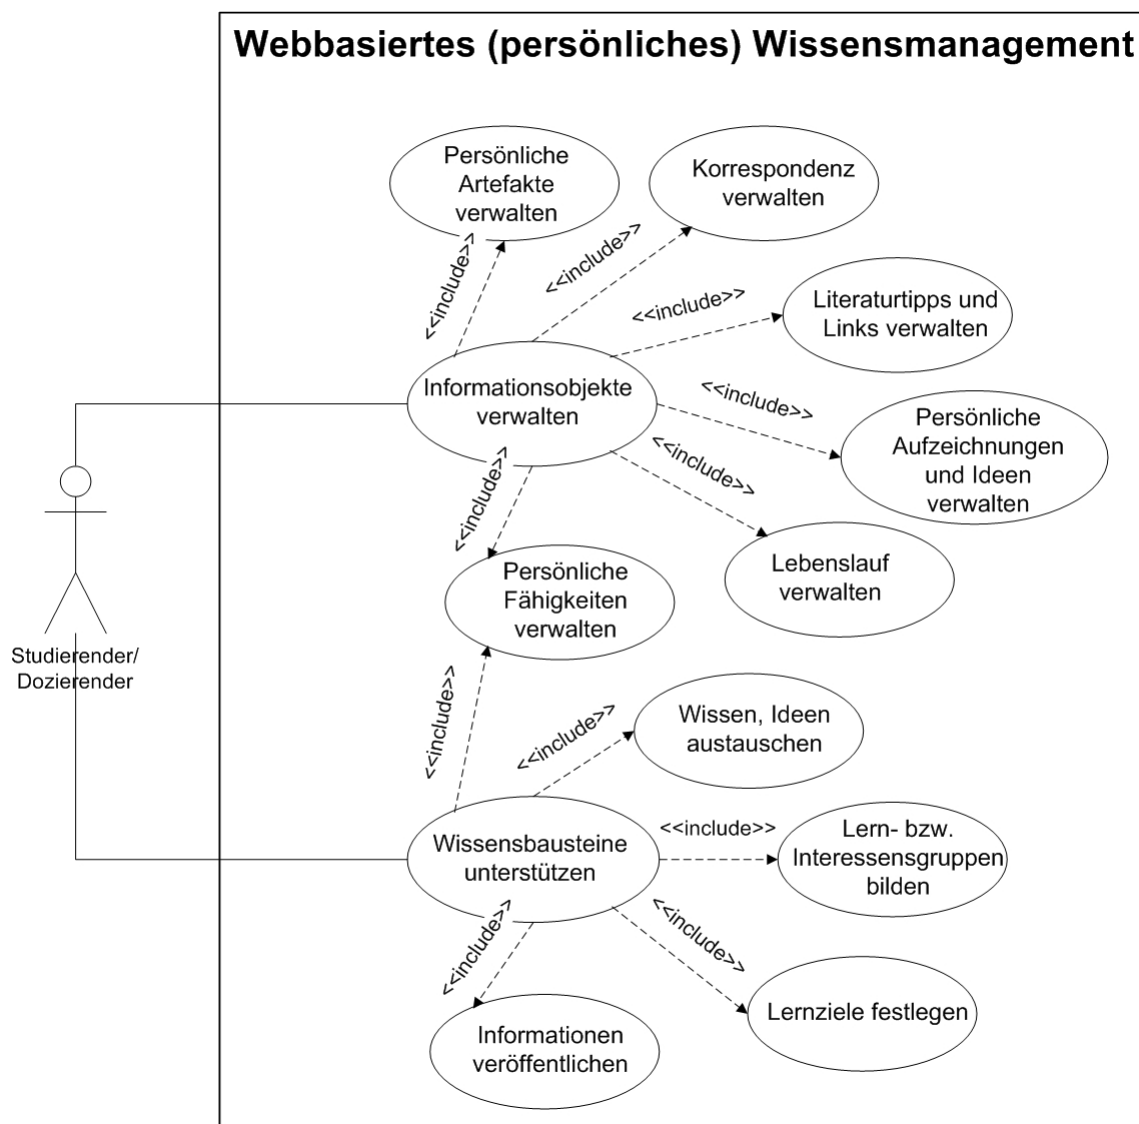 Webbasiertes (persönliches) Wissensmanagement
Persönliche
Artefakte
verwalten
Korrespondenz
verwalten
<<include>>
<<include>>
<<include>>
Literaturtipps und
Links verwalten
Informationsobjekte
verwalten
<<include>>
Persönliche
Aufzeichnungen
und Ideen
verwalten
<<include>>
<<include>>
Lebenslauf
verwalten
Persönliche
Fähigkeiten
verwalten
Studierender/
Dozierender
<<include>>
<<include>>
Wissen, Ideen
austauschen
Wissensbausteine
unterstützen
<<include>>
Lern- bzw.
Interessensgruppen
bilden
<<include>>
<<include>>
Lernziele festlegen
Informationen
veröffentlichen